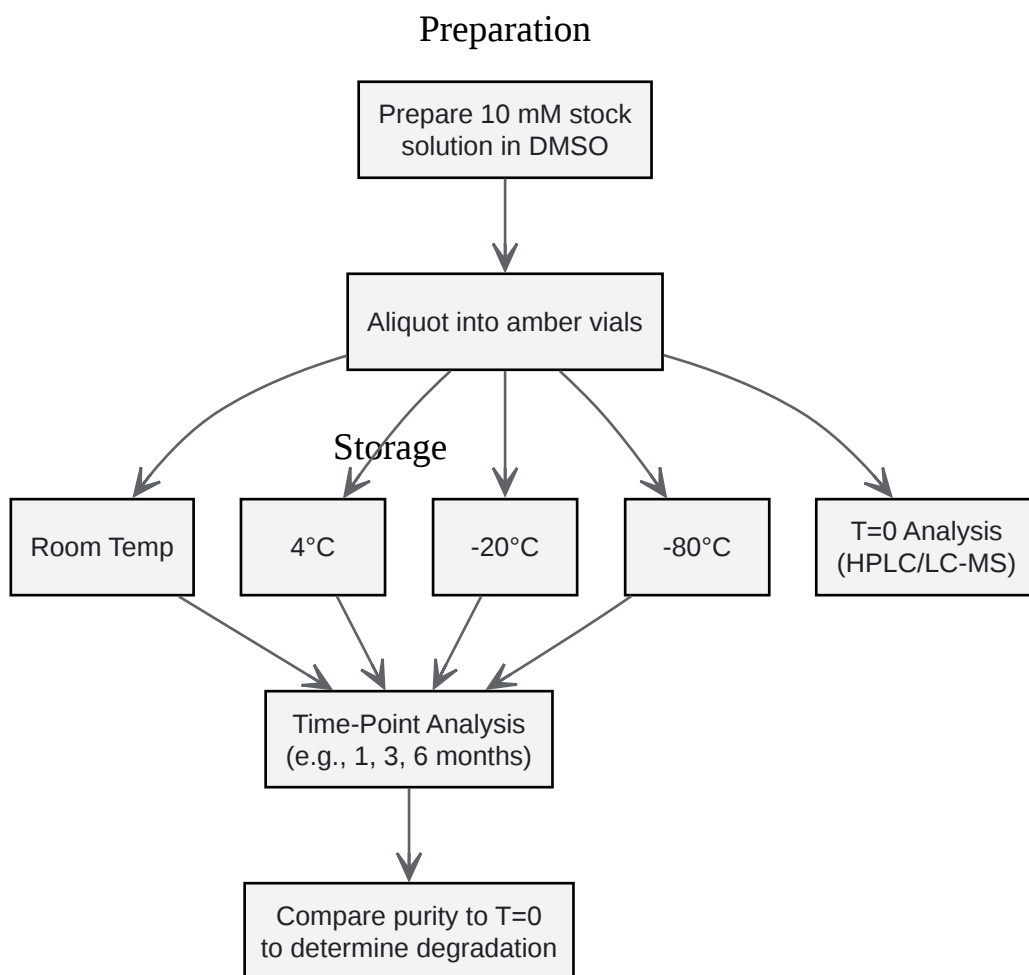 Preparation
Prepare 10 mM stock
solution in DMSO
Aliquot into amber vials
Storage
Room Temp
4°C
-20°C
-80°C
T=0 Analysis
(HPLC/LC-MS)
Time-Point Analysis
(e.g., 1, 3, 6 months)
Compare purity to T=0
to determine degradation